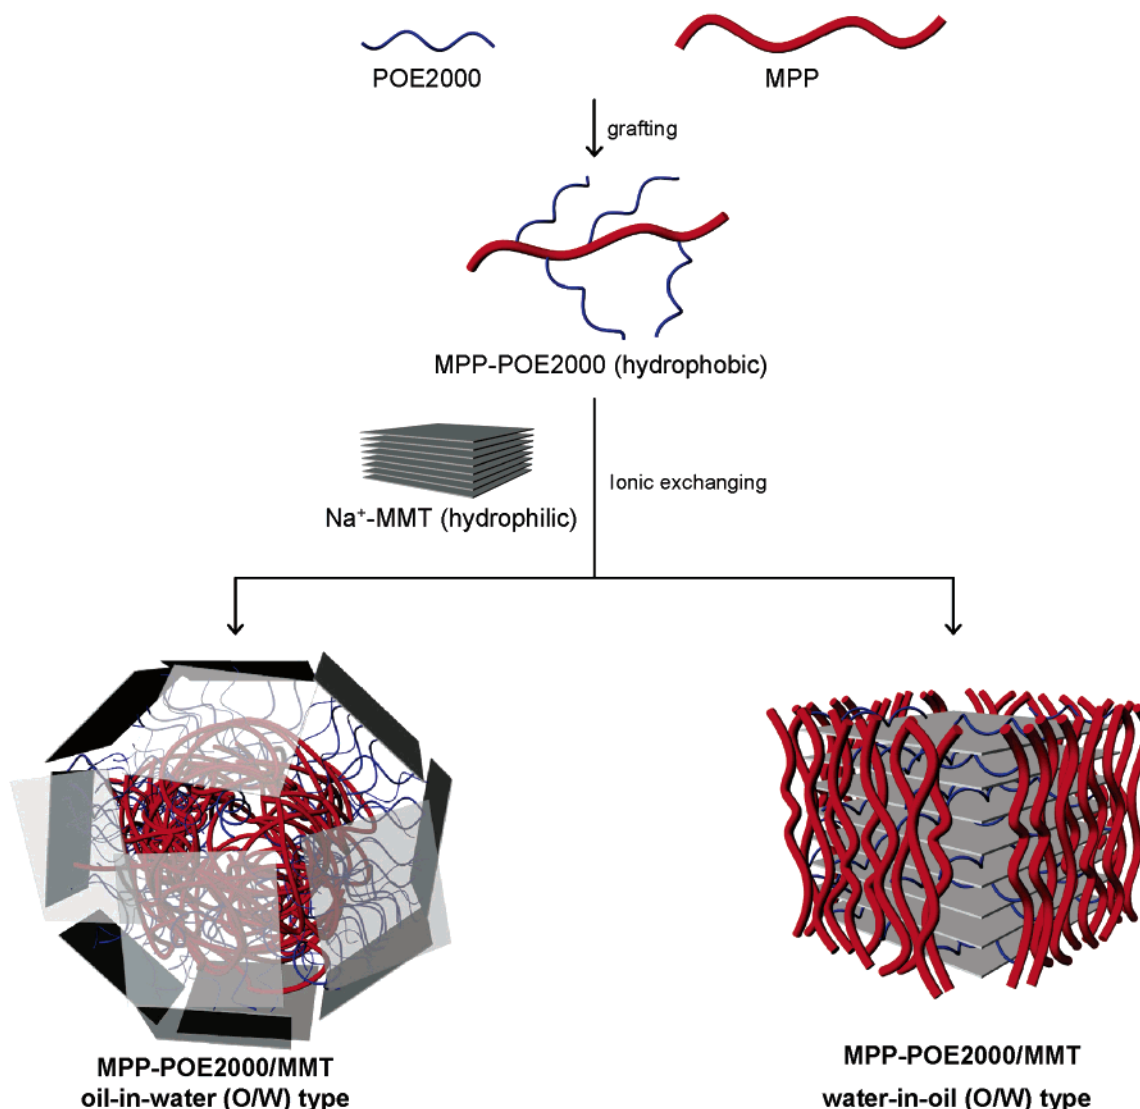 POE2000
MPP
grafting
MPP-POE2000 (hydrophobic)
Ionic exchanging
Na⁺-MMT (hydrophilic)
MPP-POE2000/MMT
oil-in-water (O/W) type
MPP-POE2000/MMT
water-in-oil (O/W) type